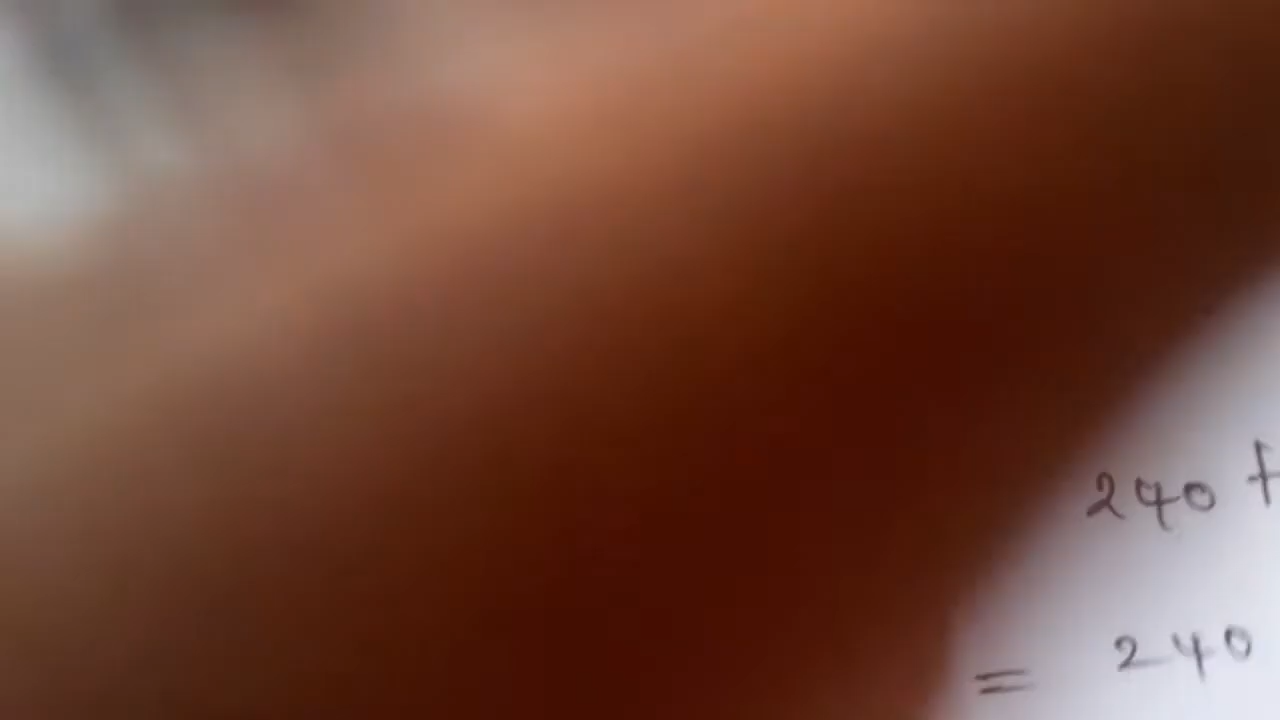 240 +
= 240